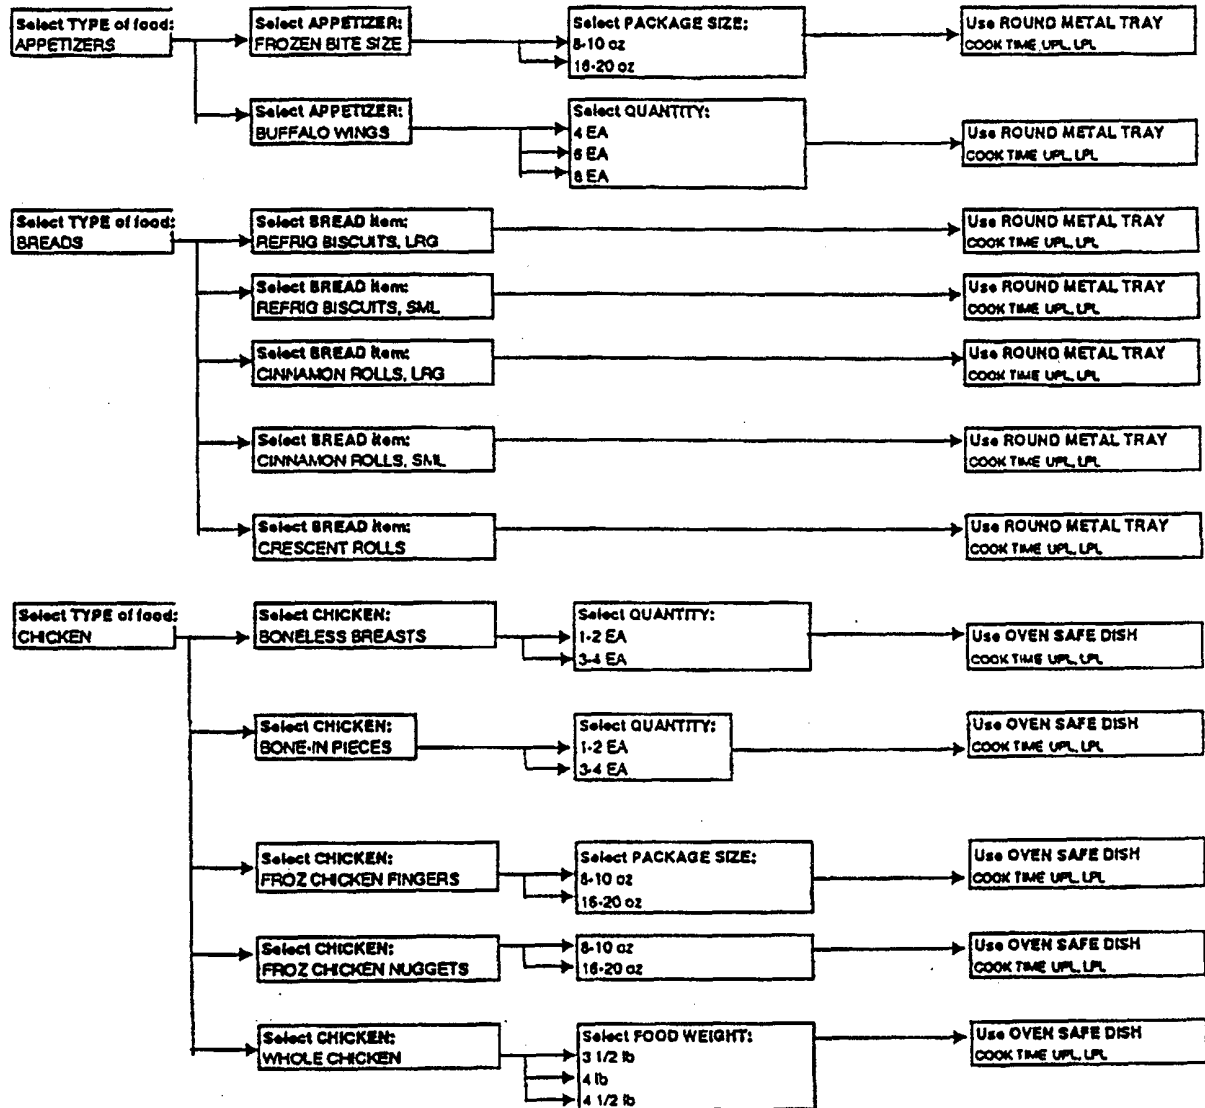 Select TYPE of food:
APPETIZERS
Select APPETIZER:
FROZEN BITE SIZE
Select PACKAGE SIZE:
8-10 oz
16-20 oz
Use ROUND METAL TRAY
COOK TIME UPL, LPL
Select APPETIZER:
BUFFALO WINGS
Select QUANTITY:
4 EA
6 EA
8 EA
Use ROUND METAL TRAY
COOK TIME UPL, LPL
Select TYPE of food:
BREADS
Select BREAD item:
REFRIG BISCUITS, LRG
Use ROUND METAL TRAY
COOK TIME UPL, LPL
Select BREAD item:
REFRIG BISCUITS, SML
Use ROUND METAL TRAY
COOK TIME UPL, LPL
Select BREAD item:
CINNAMON ROLLS, LRG
Use ROUND METAL TRAY
COOK TIME UPL, LPL
Select BREAD item:
CINNAMON ROLLS, SML
Use ROUND METAL TRAY
COOK TIME UPL, LPL
Select BREAD item:
CRESCENT ROLLS
Use ROUND METAL TRAY
COOK TIME UPL, LPL
Select TYPE of food:
CHICKEN
Select CHICKEN:
BONELESS BREASTS
Select QUANTITY:
1-2 EA
3-4 EA
Use OVEN SAFE DISH
COOK TIME UPL, LPL
Select CHICKEN:
BONE-IN PIECES
Select QUANTITY:
1-2 EA
3-4 EA
Use OVEN SAFE DISH
COOK TIME UPL, LPL
Select CHICKEN:
FROZ CHICKEN FINGERS
Select PACKAGE SIZE:
8-10 oz
16-20 oz
Use OVEN SAFE DISH
COOK TIME UPL, LPL
Select CHICKEN:
FROZ CHICKEN NUGGETS
8-10 oz
16-20 oz
Use OVEN SAFE DISH
COOK TIME UPL, LPL
Select CHICKEN:
WHOLE CHICKEN
Select FOOD WEIGHT:
3 1/2 lb
4 lb
4 1/2 lb
Use OVEN SAFE DISH
COOK TIME UPL, LPL